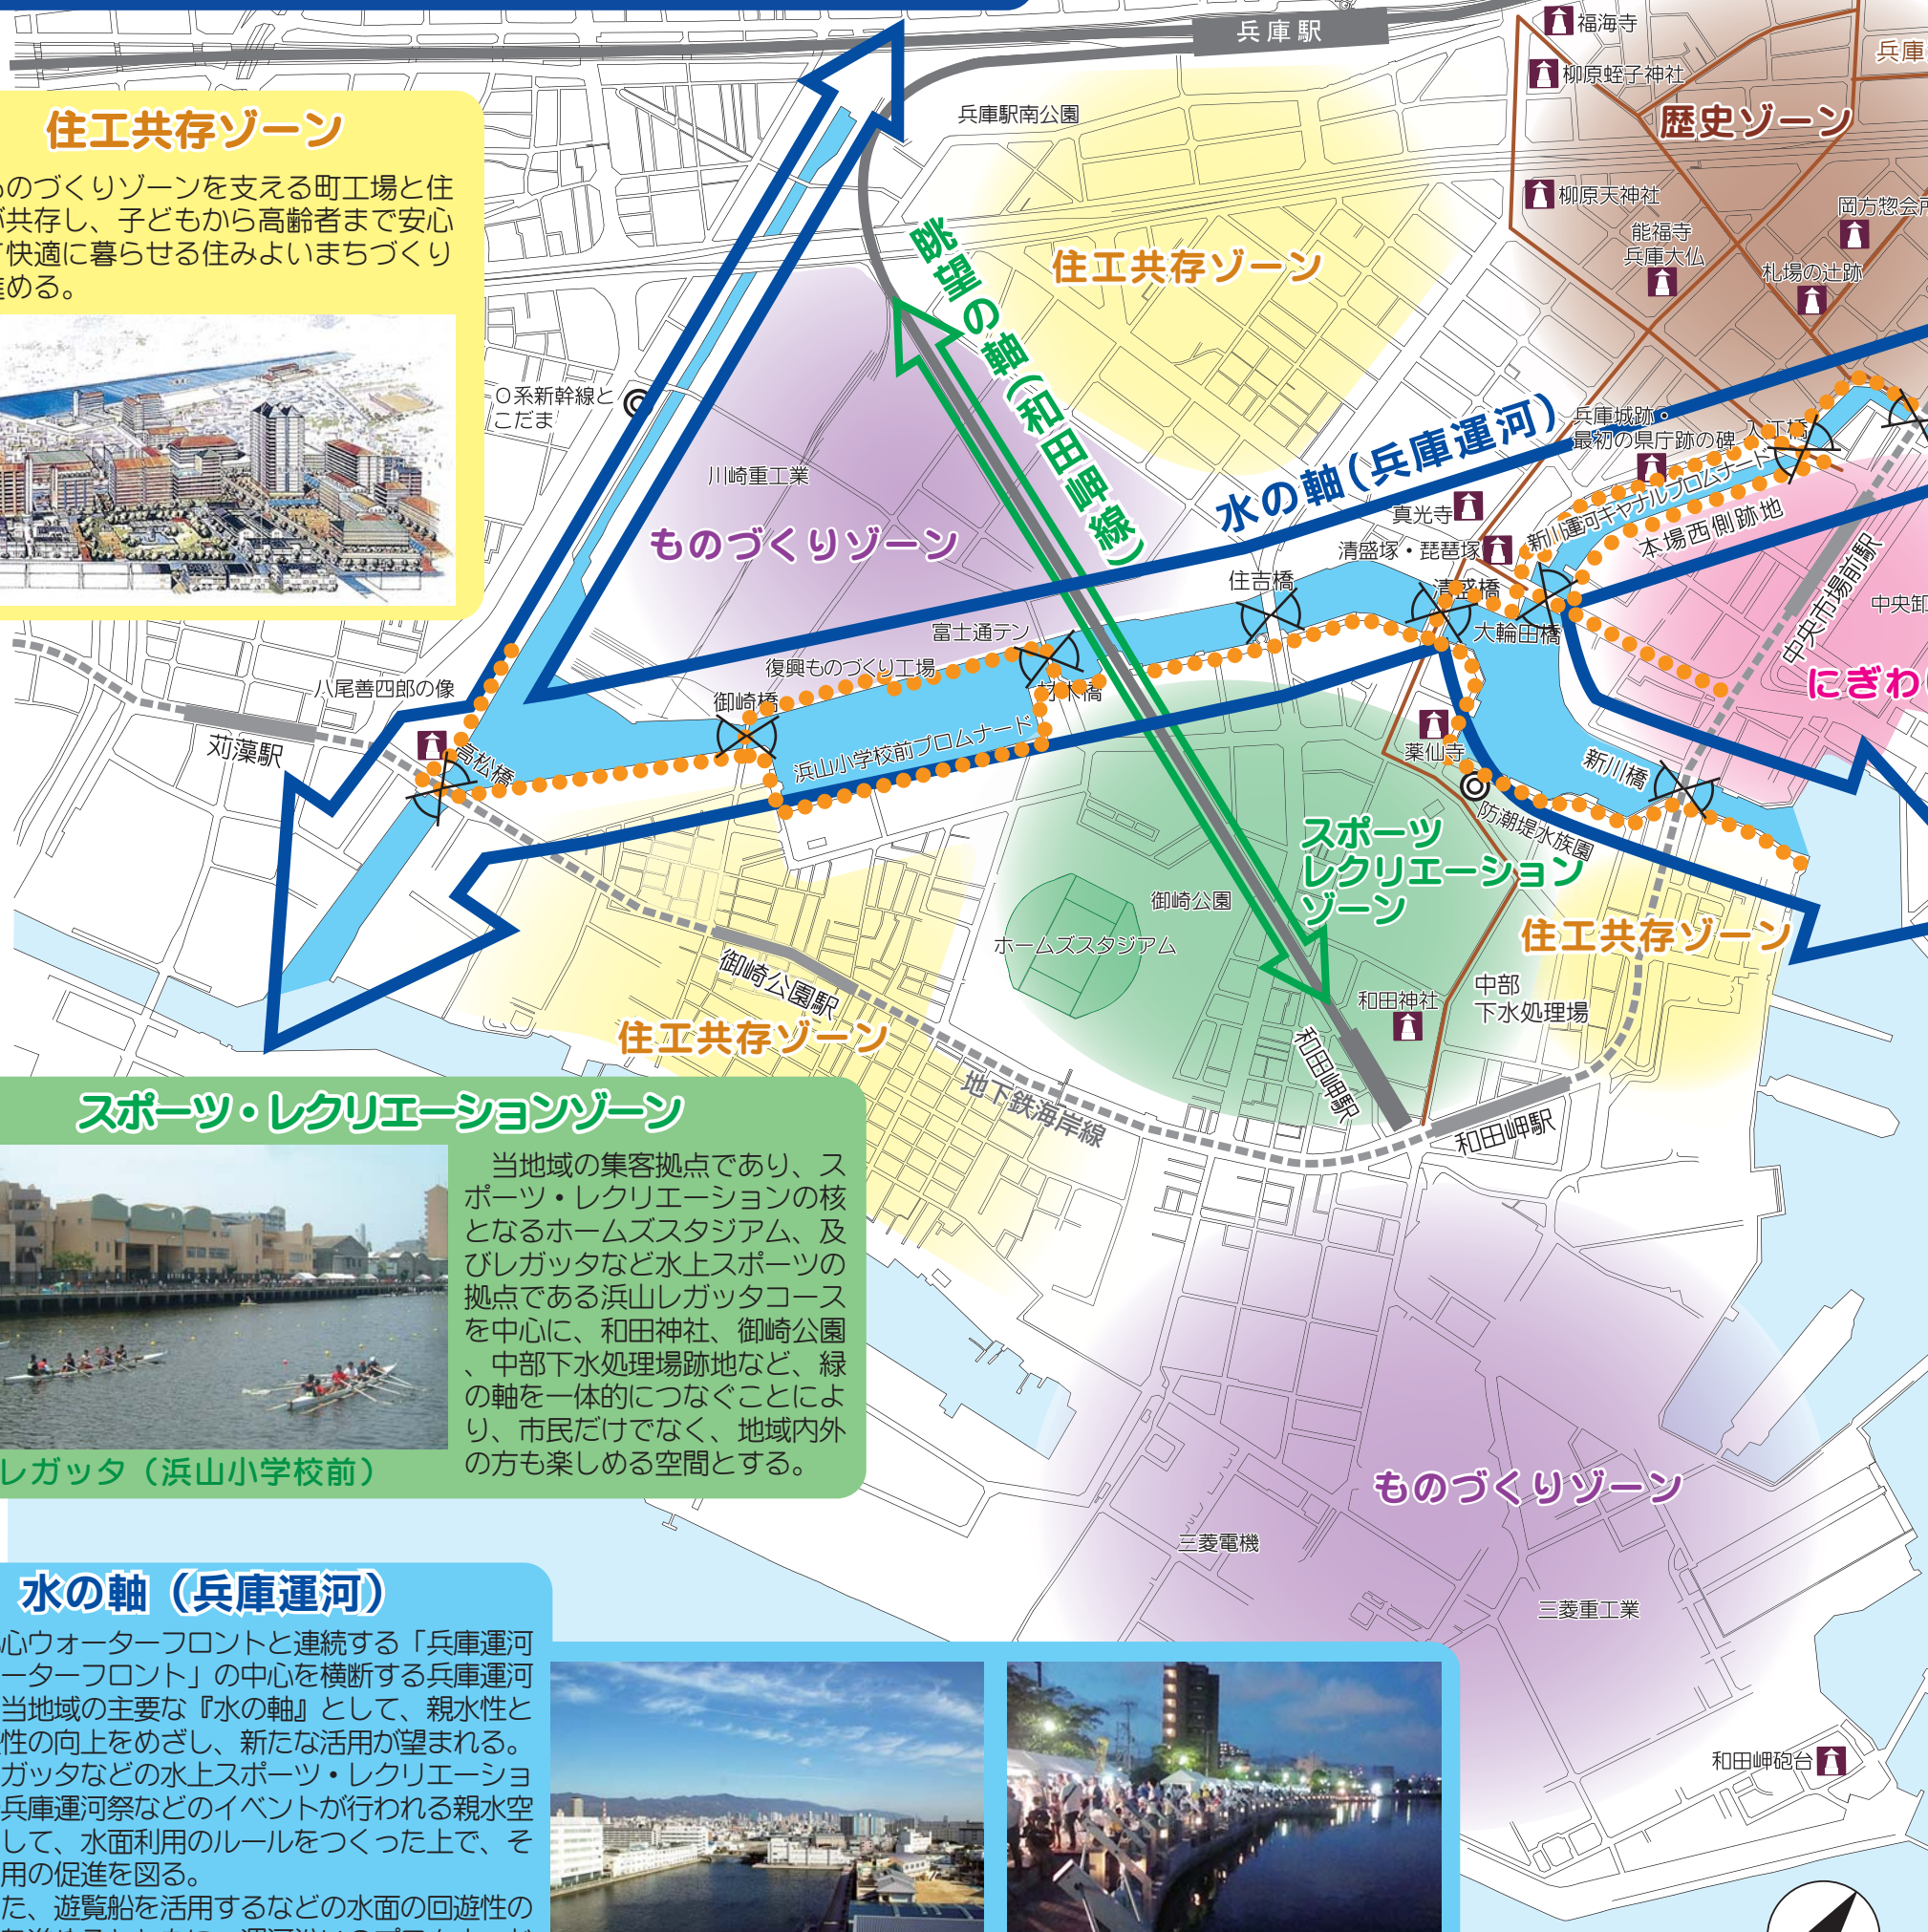 兵庫駅
福海寺
兵庫
柳原蛭子神社
歴史ゾーン
兵庫駅南公園
住工共存ゾーン
ものづくりゾーンを支える町工場と住
が共存し、子どもから高齢者まで安心
て快適に暮らせる住みよいまちづくり
進める。
柳原天神社
岡方惣会所
能福寺
兵庫大仏
札場の辻跡
住工共存ゾーン
眺望の軸(和田岬線)
0系新幹線と
こだま
川崎重工業
ものづくりゾーン
水の軸(兵庫運河)
兵庫城跡・
最初の県庁跡の碑
入江橋
真光寺
新川運河キャナルプロムナード
本場西側跡地
清盛塚・琵琶塚
中央市場前駅
住吉橋
清盛橋
大輪田橋
中央卸
にぎわ
富士通テン
復興ものづくり工場
八尾善四郎の像
御崎橋
材木橋
浜山小学校前プロムナード
苅藻駅
高松橋
薬仙寺
新川橋
防潮堤水族園
スポーツ
レクリエーション
ゾーン
御崎公園
ホームズスタジアム
住工共存ゾーン
御崎公園駅
和田神社
中部
下水処理場
住工共存ゾーン
和田岬駅
地下鉄海岸線
和田岬駅
スポーツ・レクリエーションゾーン
当地域の集客拠点であり、ス
ポーツ・レクリエーションの核
となるホームズスタジアム、及
びレガッタなど水上スポーツの
拠点である浜山レガッタコース
を中心に、和田神社、御崎公園
、中部下水処理場跡地など、緑
の軸を一体的につなぐことによ
り、市民だけでなく、地域内外
の方も楽しめる空間とする。
レガッタ（浜山小学校前）
ものづくりゾーン
三菱電機
三菱重工業
和田岬砲台
水の軸（兵庫運河）
心ウォーターフロントと連続する「兵庫運河
ーターフロント」の中心を横断する兵庫運河
当地域の主要な『水の軸』として、親水性と
性の向上をめざし、新たな活用が望まれる。
ガッタなどの水上スポーツ・レクリエーショ
兵庫運河祭などのイベントが行われる親水空
して、水面利用のルールをつくった上で、そ
用の促進を図る。
た、遊覧船を活用するなどの水面の回遊性の